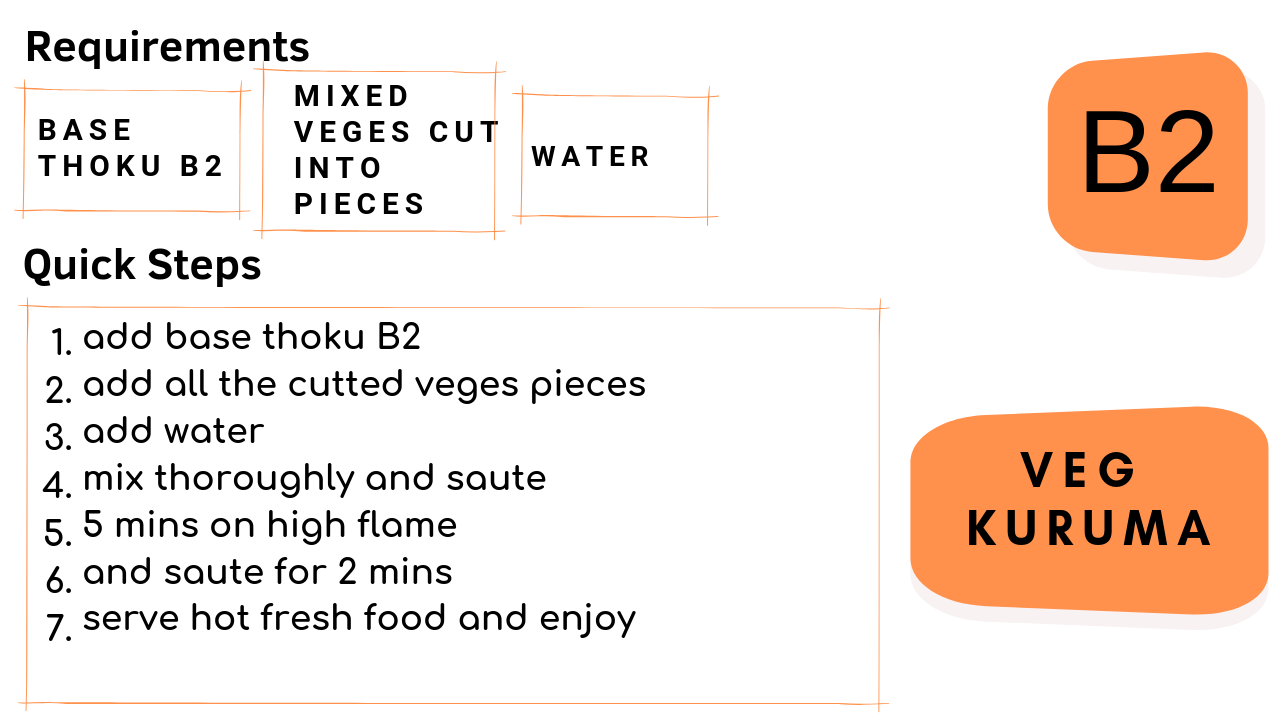 Requirements
BASE
THOKU B2
MIXED
VEGES CUT
INTO
PIECES
WATER
B2
Quick Steps
1. add base thoku B2
2. add all the cutted veges pieces
3. add water
4. mix thoroughly and saute
5. 5 mins on high flame
6. and saute for 2 mins
7. serve hot fresh food and enjoy
VEG
KURUMA